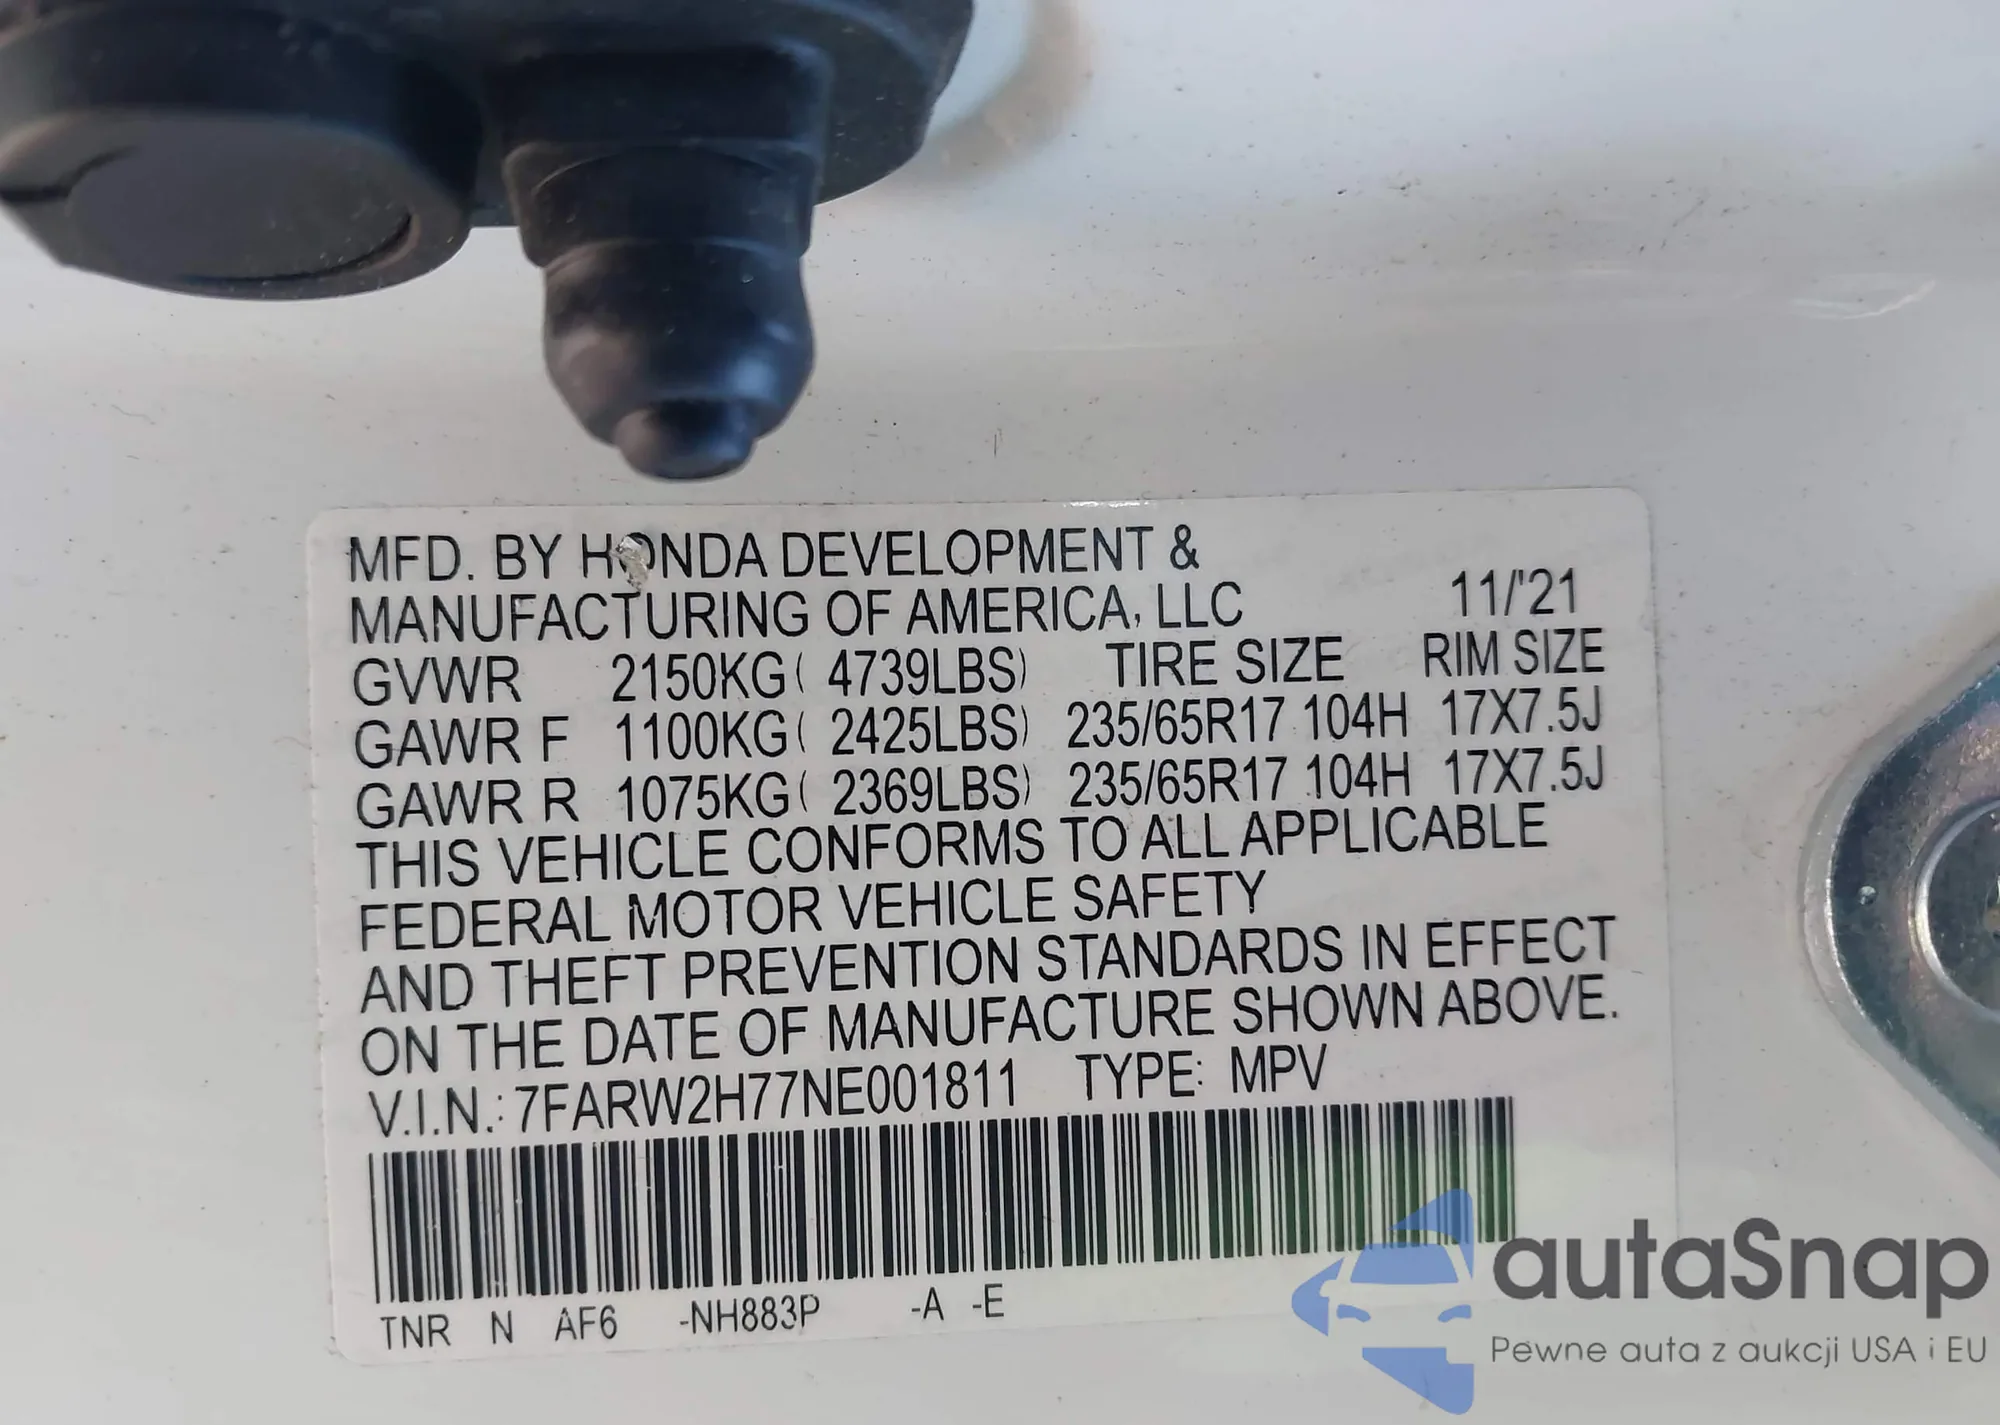 MFD. BY HONDA DEVELOPMENT &
MANUFACTURING OF AMERICA, LLC 11/'21
GVWR 2150KG( 4739LBS) TIRE SIZE RIM SIZE
GAWR F 1100KG( 2425LBS) 235/65R17 104H 17X7.5J
GAWR R 1075KG( 2369LBS) 235/65R17 104H 17X7.5J
THIS VEHICLE CONFORMS TO ALL APPLICABLE
FEDERAL MOTOR VEHICLE SAFETY
AND THEFT PREVENTION STANDARDS IN EFFECT
ON THE DATE OF MANUFACTURE SHOWN ABOVE.
V.I.N.: 7FARW2H77NE001811 TYPE: MPV
TNR N AF6 -NH883P -A -E
autaSnap
Pewne auta z aukcji USA i EU